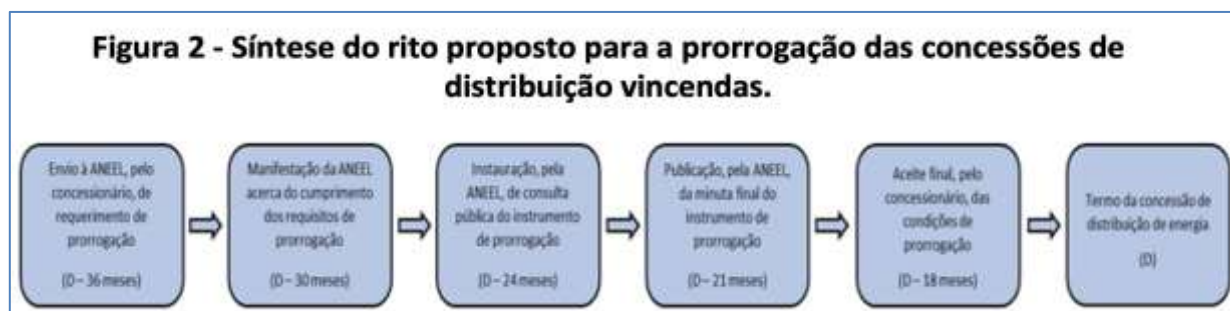 Figura 2 - Síntese do rito proposto para a prorrogação das concessões de
distribuição vincendas.
Envio à ANEEL, pelo
concessionário, de
requerimento de
prorrogação
(D – 36 meses)
Manifestação da ANEEL
acerca do cumprimento
dos requisitos de
prorrogação
(D – 30 meses)
Instauração, pela
ANEEL, de consulta
pública do instrumento
de prorrogação
(D – 24 meses)
Publicação, pela ANEEL,
da minuta final do
instrumento de
prorrogação
(D – 21 meses)
Aceite final, pelo
concessionário, das
condições de
prorrogação
(D – 18 meses)
Termo da concessão de
distribuição de energia
(D)